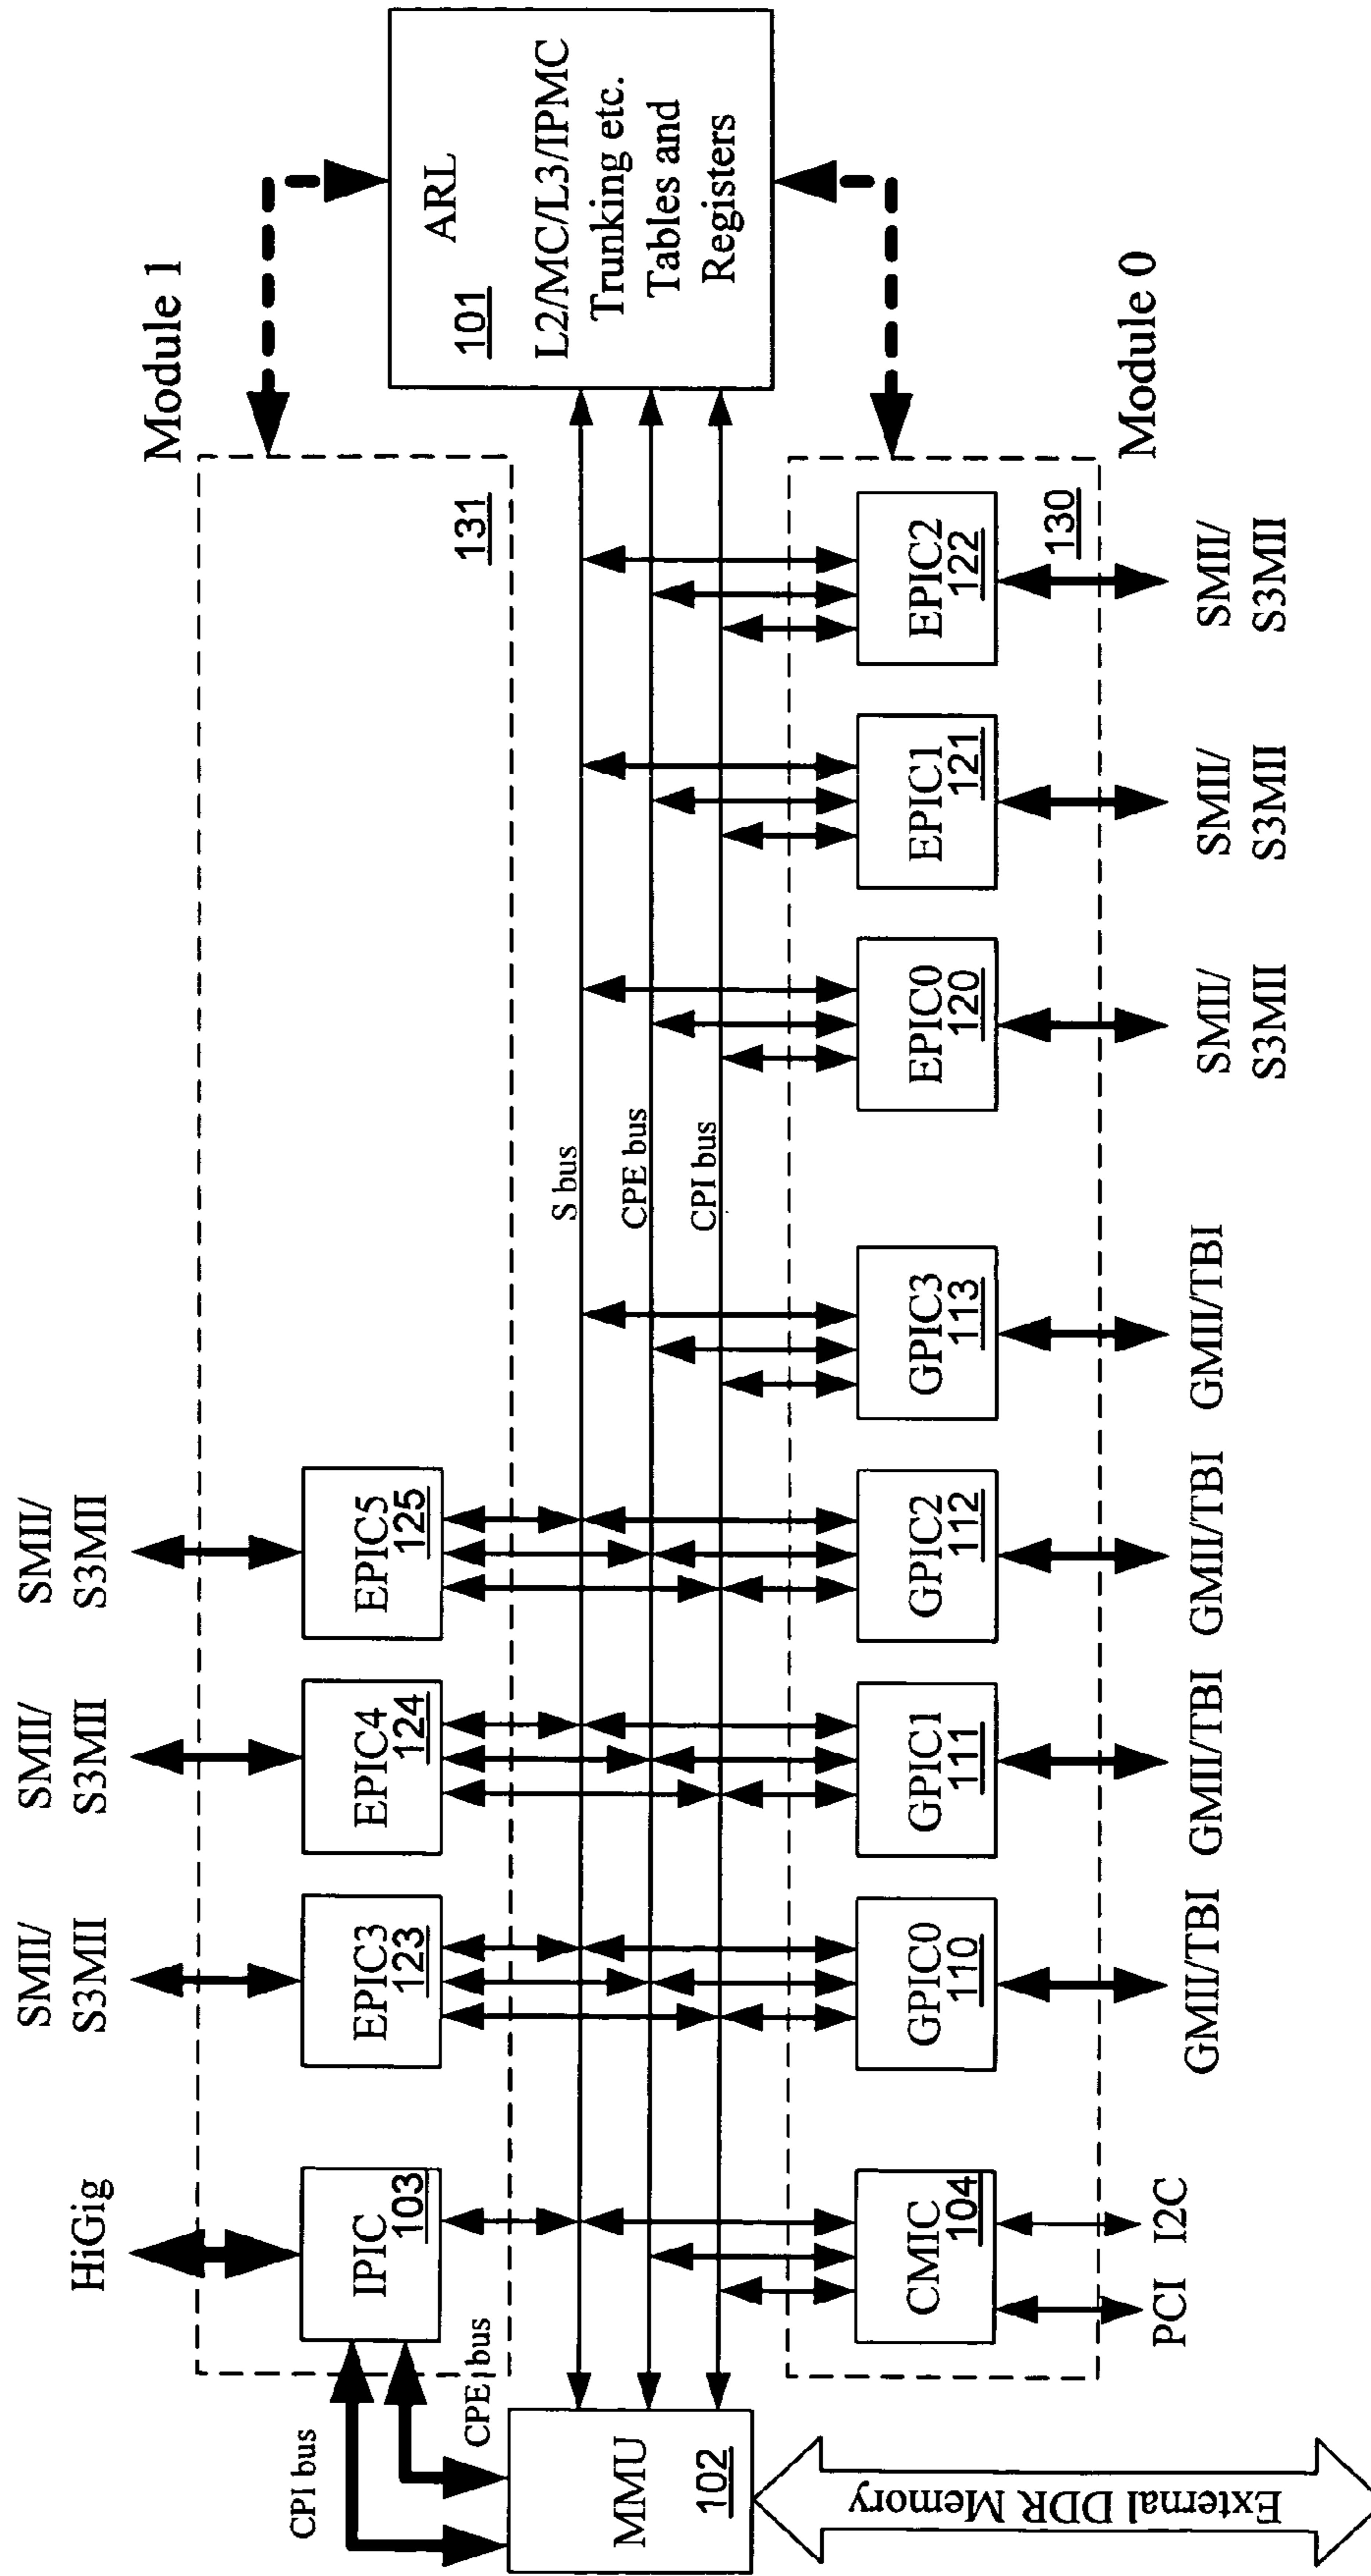 Module 1
ARL
101
L2/MC/L3/IPMC
Trunking etc.
Tables and
Registers
Module 0
131
SMII/
S3MII
EPIC5
125
SMII/
S3MII
EPIC4
124
SMII/
S3MII
EPIC3
123
HiGig
IPIC
103
CPI bus
CPE bus
S bus
CPE bus
CPI bus
MMU
102
External DDR Memory
CMIC
104
PCI
I2C
GPIC0
110
GMII/TBI
GPIC1
111
GMII/TBI
GPIC2
112
GMII/TBI
GPIC3
113
GMII/TBI
EPIC0
120
SMII/
S3MII
EPIC1
121
SMII/
S3MII
EPIC2
122
SMII/
S3MII
130